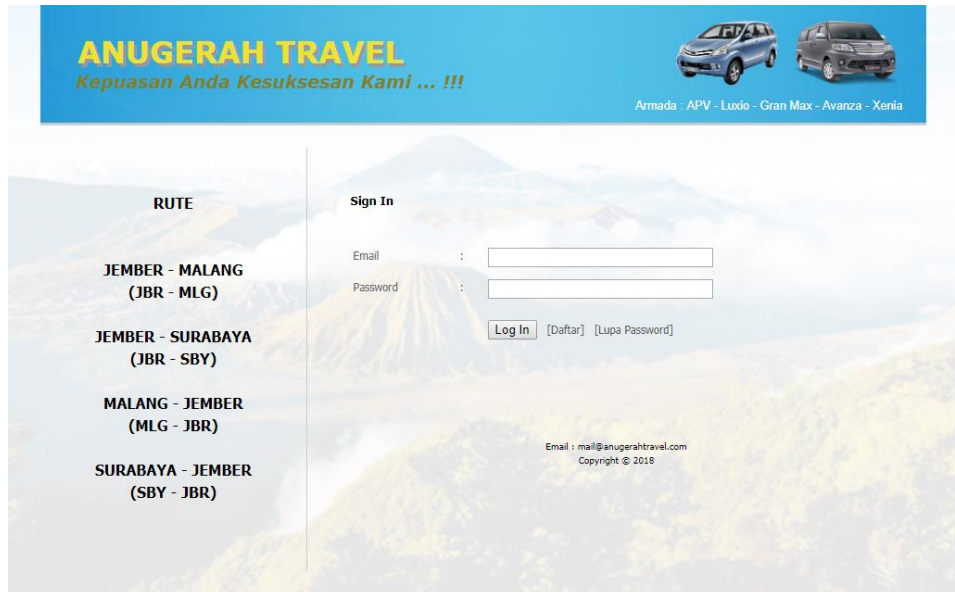 ANUGERAH TRAVEL
Kepuasan Anda Kesuksesan Kami ... !!!
Armada : APV - Luxio - Gran Max - Avanza - Xenia
RUTE
JEMBER - MALANG
(JBR - MLG)
JEMBER - SURABAYA
(JBR - SBY)
MALANG - JEMBER
(MLG - JBR)
SURABAYA - JEMBER
(SBY - JBR)
Sign In
Email :
Password :
Log In [Daftar] [Lupa Password]
Email : mail@anugerahtravel.com
Copyright © 2018